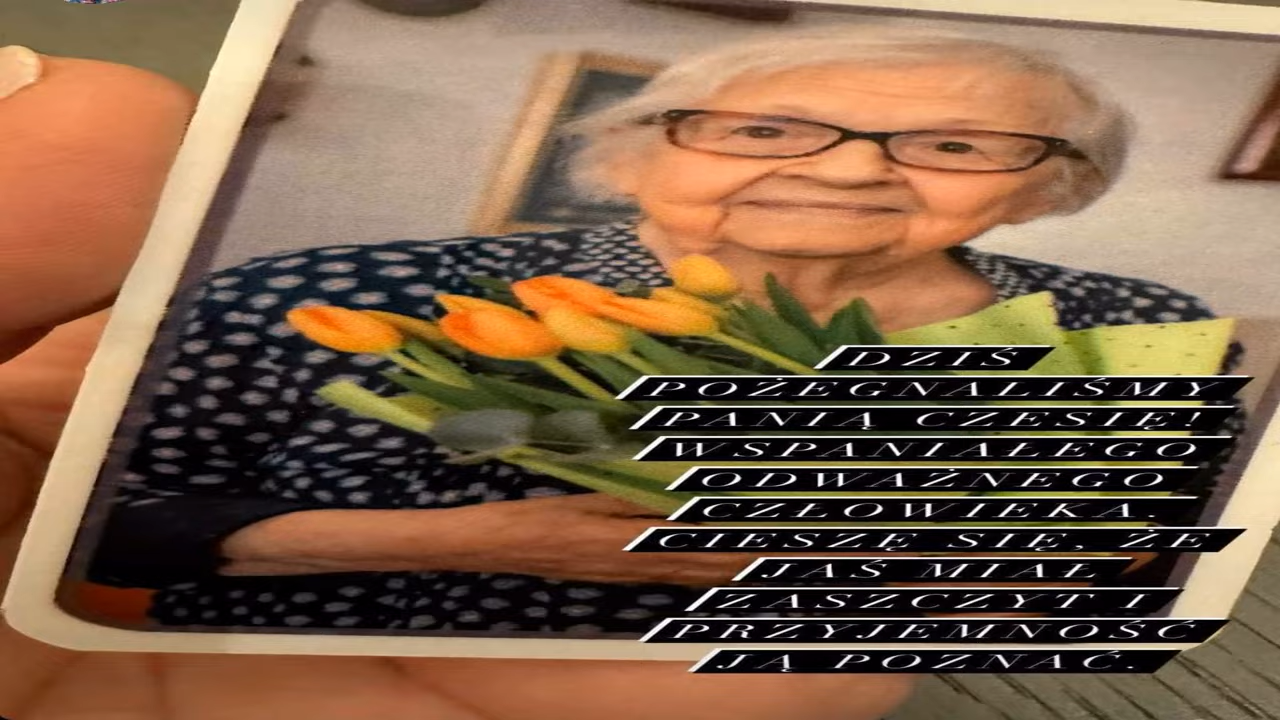 DZIŚ
POŻEGNALIŚMY
PANIĄ CZESIĘ!
WSPANIAŁEGO
ODWAŻNEGO
CZŁOWIEKA.
CIESZĘ SIĘ, ŻE
JAŚ MIAŁ
ZASZCZYT I
PRZYJEMNOŚĆ
JĄ POZNAĆ.